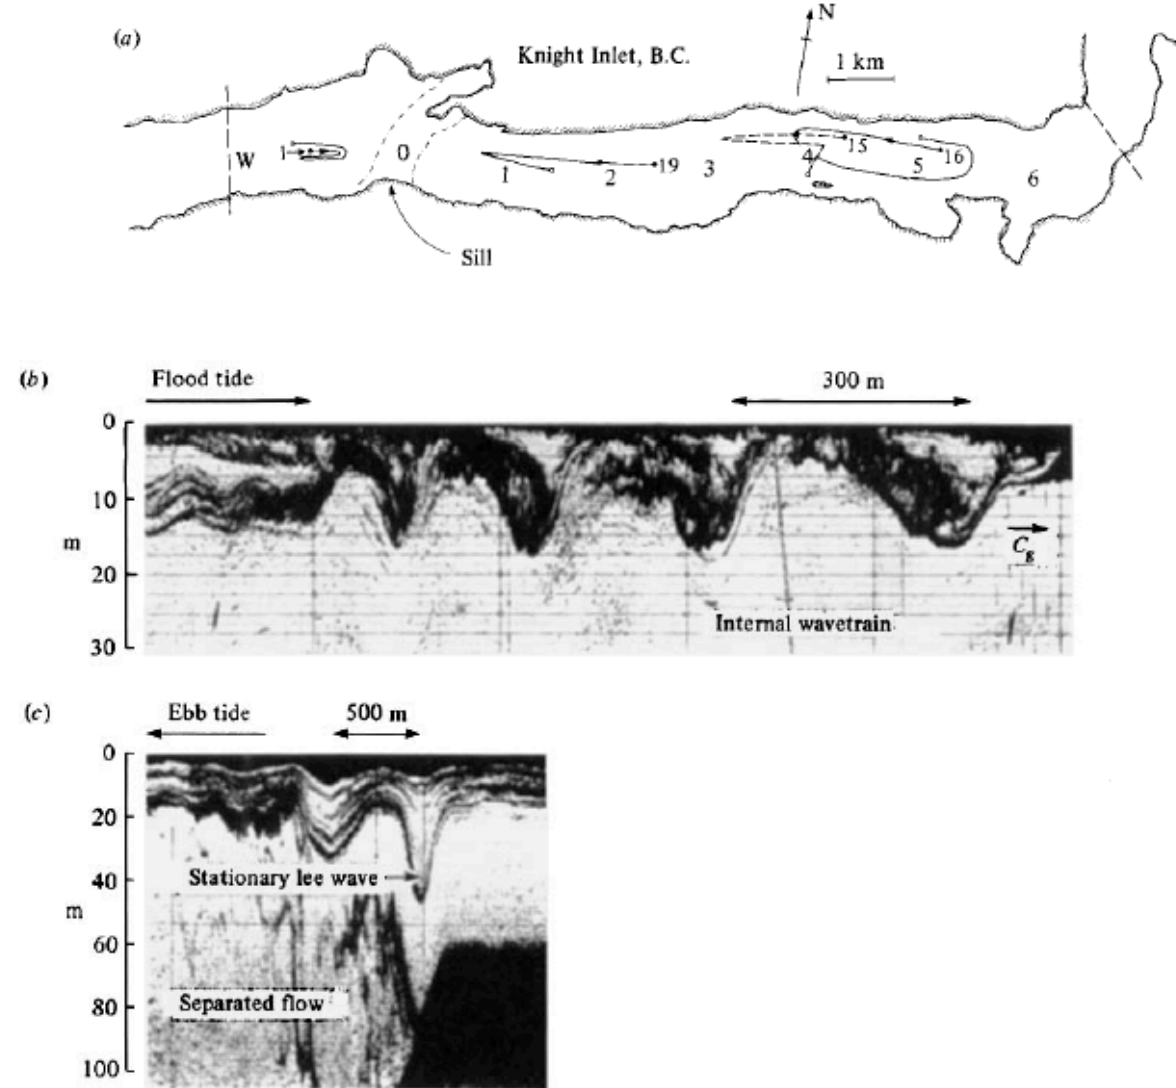 (a)
Knight Inlet, B.C.
N
1 km
W
1
0
1
2
19
3
4
15
5
16
6
Sill
(b)
Flood tide
300 m
0
10
m
20
30
C_g
Internal wavetrain
(c)
Ebb tide
500 m
0
20
40
m
60
80
100
Stationary lee wave
Separated flow